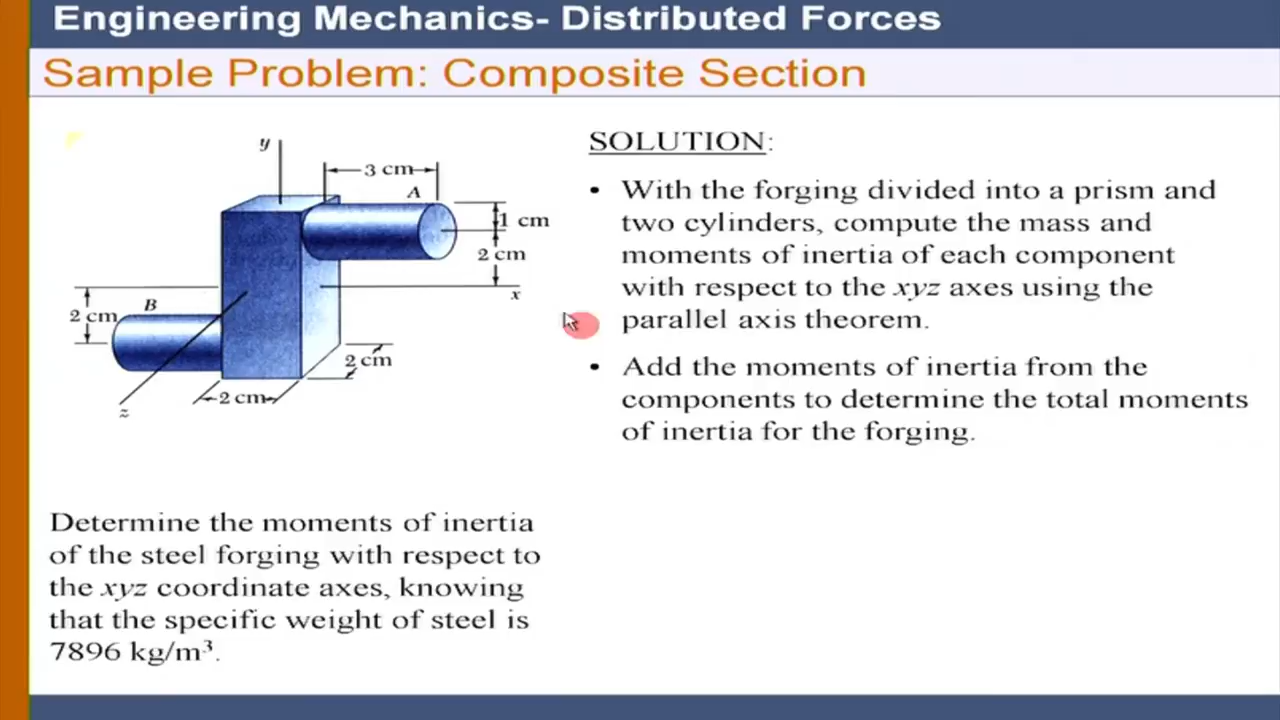 Engineering Mechanics- Distributed Forces
Sample Problem: Composite Section
y
3 cm
A
1 cm
2 cm
x
B
2 cm
2 cm
2 cm
z
SOLUTION:
• With the forging divided into a prism and
two cylinders, compute the mass and
moments of inertia of each component
with respect to the xyz axes using the
parallel axis theorem.
• Add the moments of inertia from the
components to determine the total moments
of inertia for the forging.
Determine the moments of inertia
of the steel forging with respect to
the xyz coordinate axes, knowing
that the specific weight of steel is
7896 kg/m³.